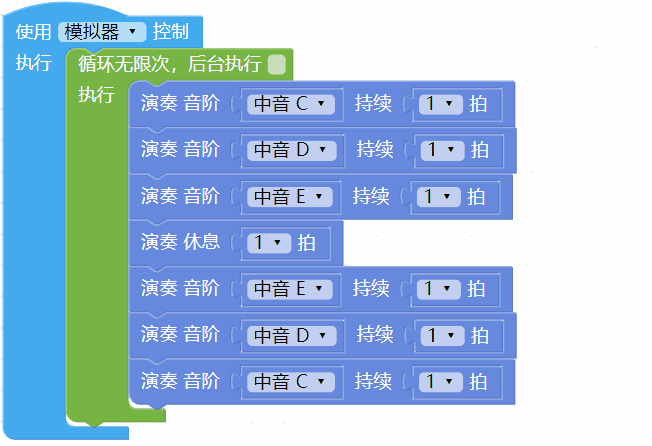 使用 模拟器 控制
执行 循环无限次，后台执行
执行 演奏 音阶 中音 C 持续 1 拍
演奏 音阶 中音 D 持续 1 拍
演奏 音阶 中音 E 持续 1 拍
演奏 休息 1 拍
演奏 音阶 中音 E 持续 1 拍
演奏 音阶 中音 D 持续 1 拍
演奏 音阶 中音 C 持续 1 拍